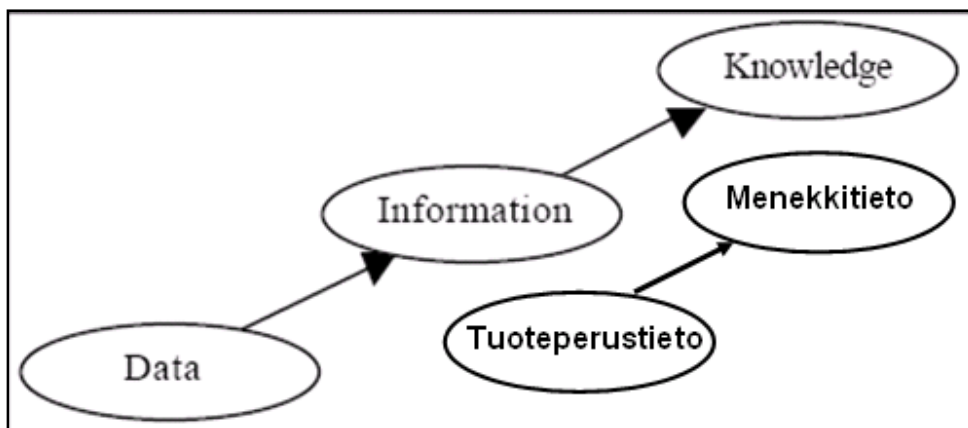 Knowledge
Menekkitieto
Information
Tuoteperustieto
Data